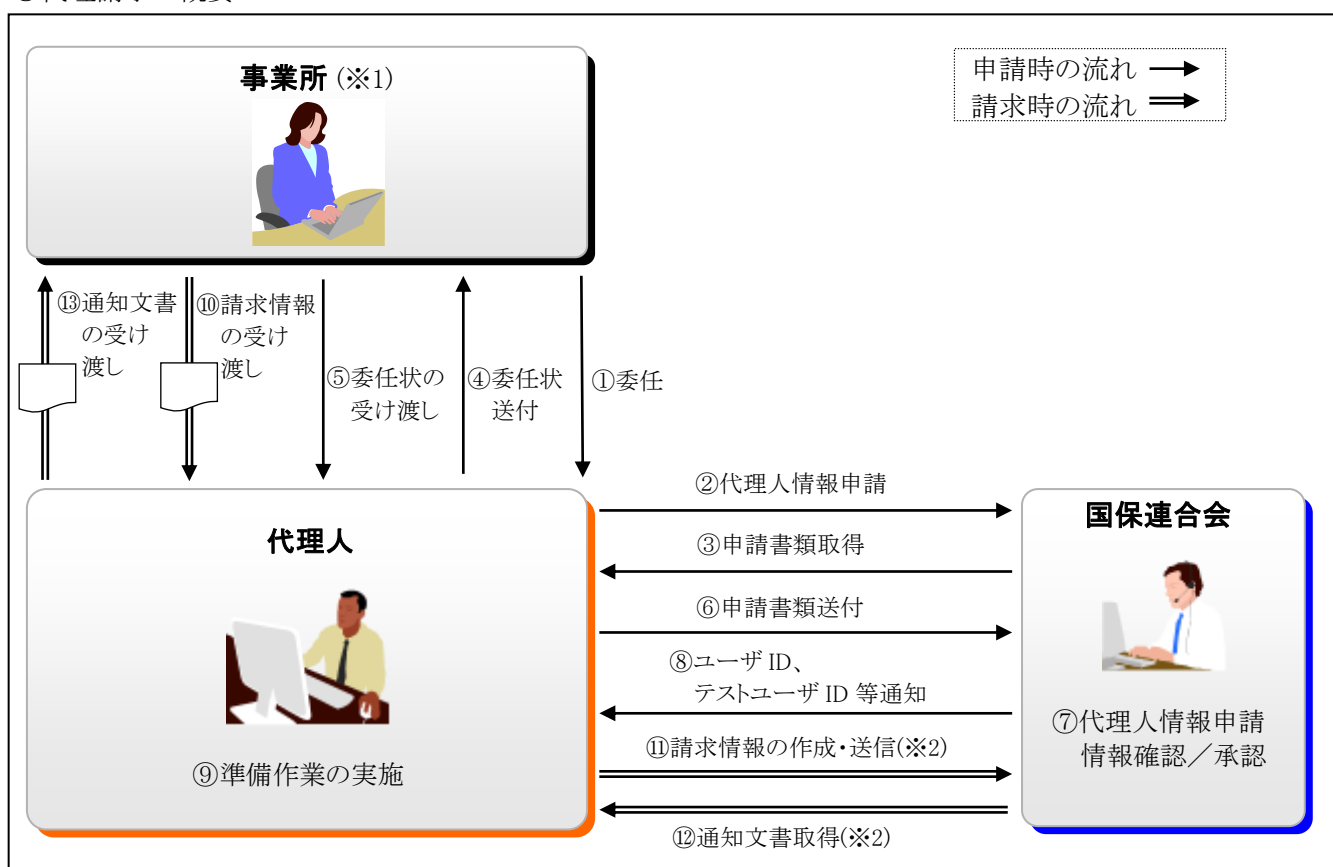 事業所 (※1)
申請時の流れ
請求時の流れ
⑬通知文書
の受け
渡し
⑩請求情報
の受け
渡し
⑤委任状の
受け渡し
④委任状
送付
①委任
代理人
⑨準備作業の実施
②代理人情報申請
③申請書類取得
⑥申請書類送付
⑧ユーザ ID、
テストユーザ ID 等通知
⑪請求情報の作成・送信(※2)
⑫通知文書取得(※2)
国保連合会
⑦代理人情報申請
情報確認／承認